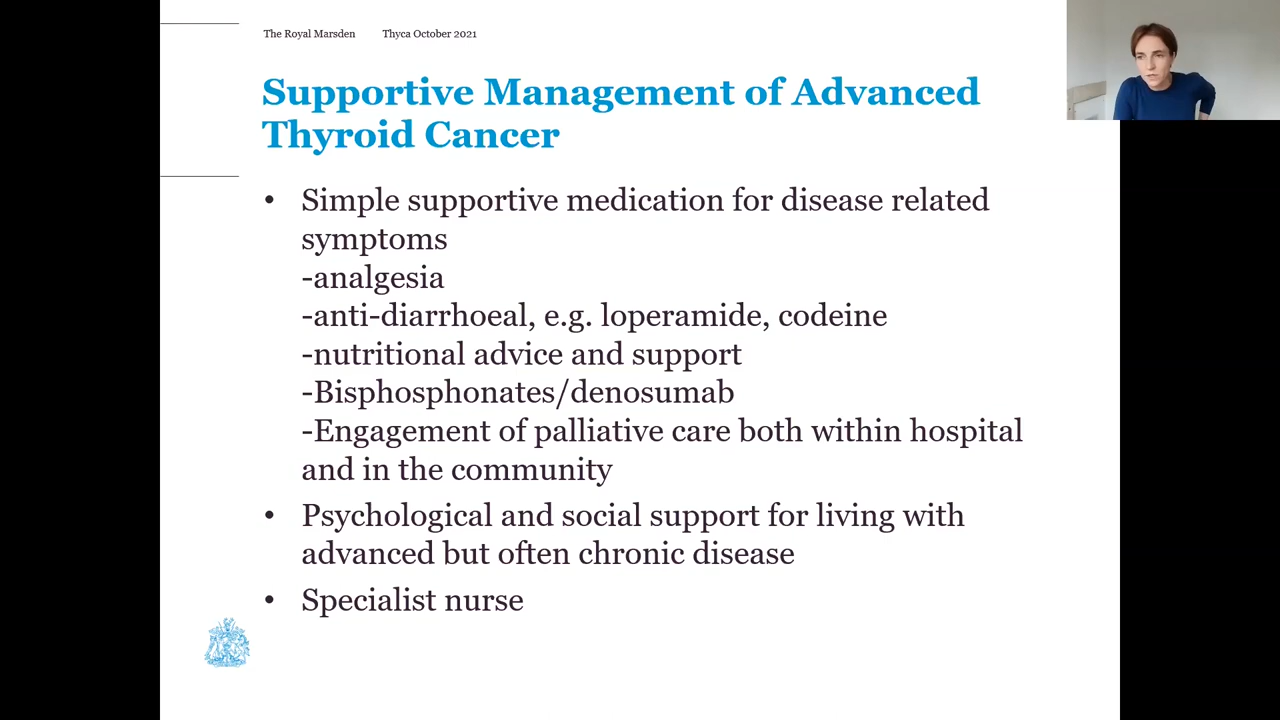 The Royal Marsden Thyca October 2021
Supportive Management of Advanced
Thyroid Cancer
• Simple supportive medication for disease related
symptoms
-analgesia
-anti-diarrhoeal, e.g. loperamide, codeine
-nutritional advice and support
-Bisphosphonates/denosumab
-Engagement of palliative care both within hospital
and in the community
• Psychological and social support for living with
advanced but often chronic disease
• Specialist nurse